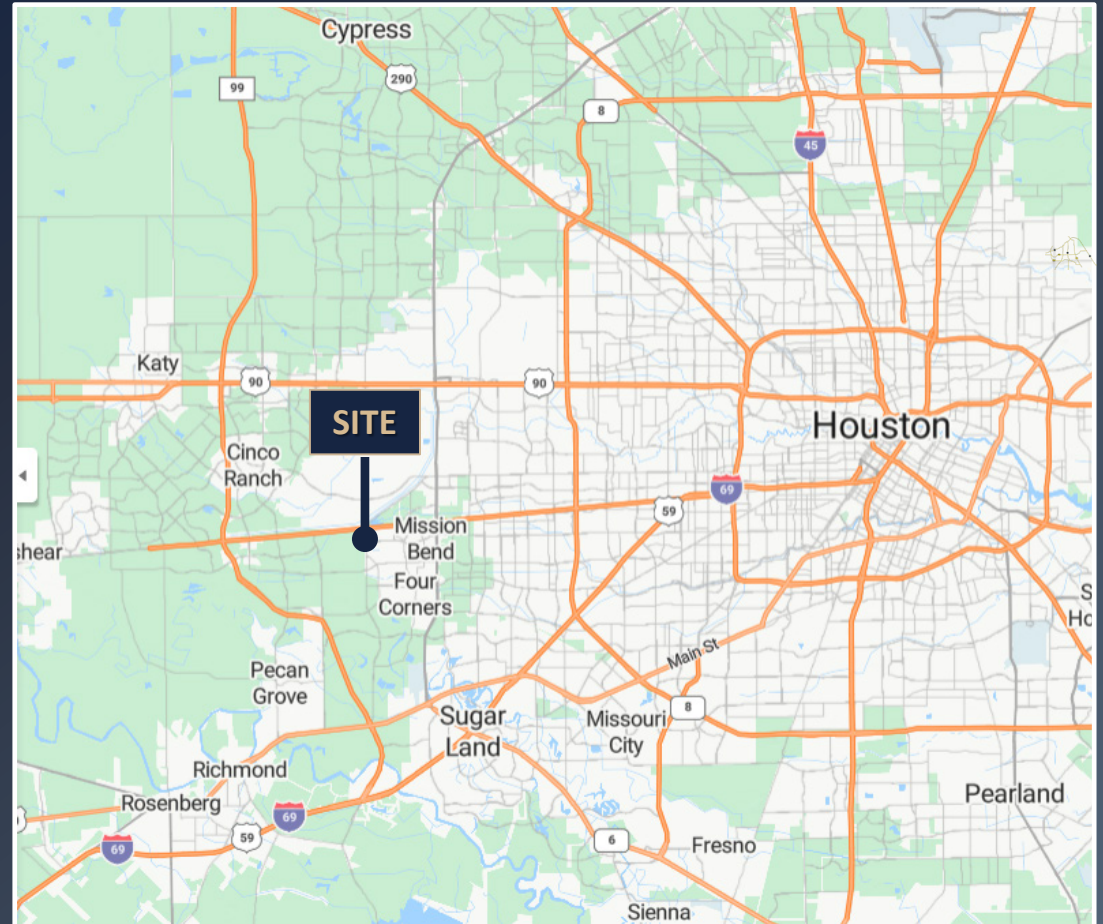 Cypress
290
99
8
45
Katy
90
90
SITE
Houston
Cinco
Ranch
69
59
Mission
Bend
shear
Four
Corners
S
Ho
Main St
Pecan
Grove
8
Sugar
Land
Missouri
City
Richmond
Rosenberg
69
Pearland
59
69
6
Fresno
Sienna